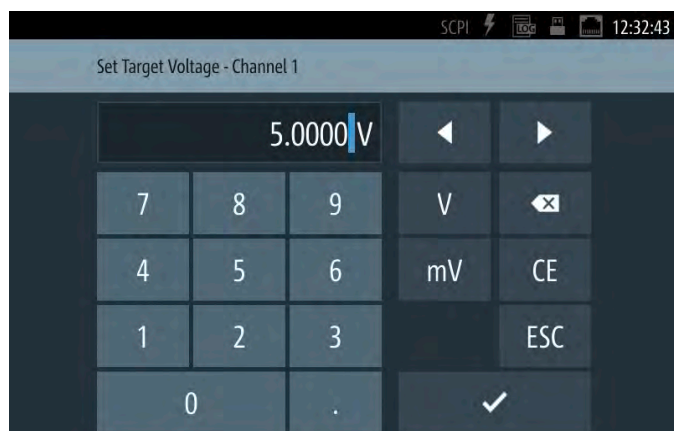 SCPI LOG 12:32:43
Set Target Voltage - Channel 1
5.0000 V
7 8 9 V
4 5 6 mV CE
1 2 3 ESC
0 .